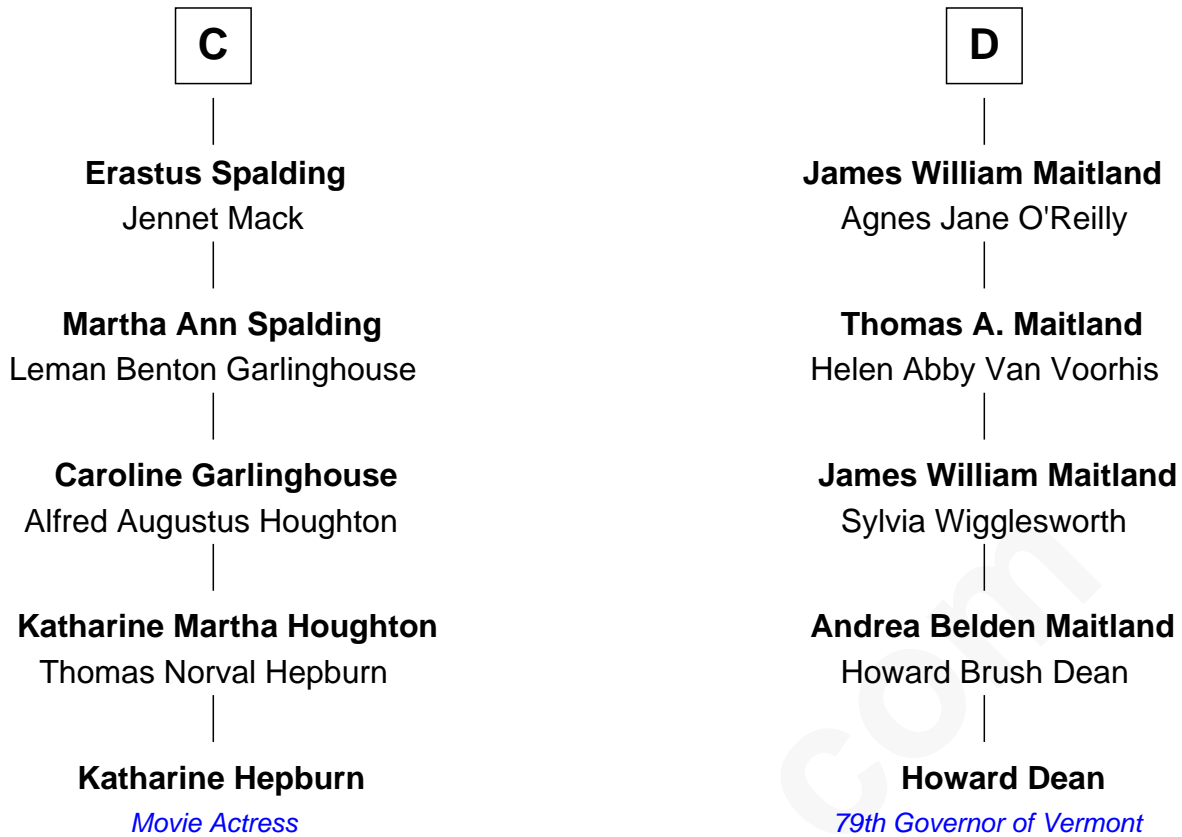 C
Erastus Spalding
Jennet Mack
Martha Ann Spalding
Leman Benton Garlinghouse
Caroline Garlinghouse
Alfred Augustus Houghton
Katharine Martha Houghton
Thomas Norval Hepburn
Katharine Hepburn
Movie Actress
D
James William Maitland
Agnes Jane O'Reilly
Thomas A. Maitland
Helen Abby Van Voorhis
James William Maitland
Sylvia Wigglesworth
Andrea Belden Maitland
Howard Brush Dean
Howard Dean
79th Governor of Vermont
com